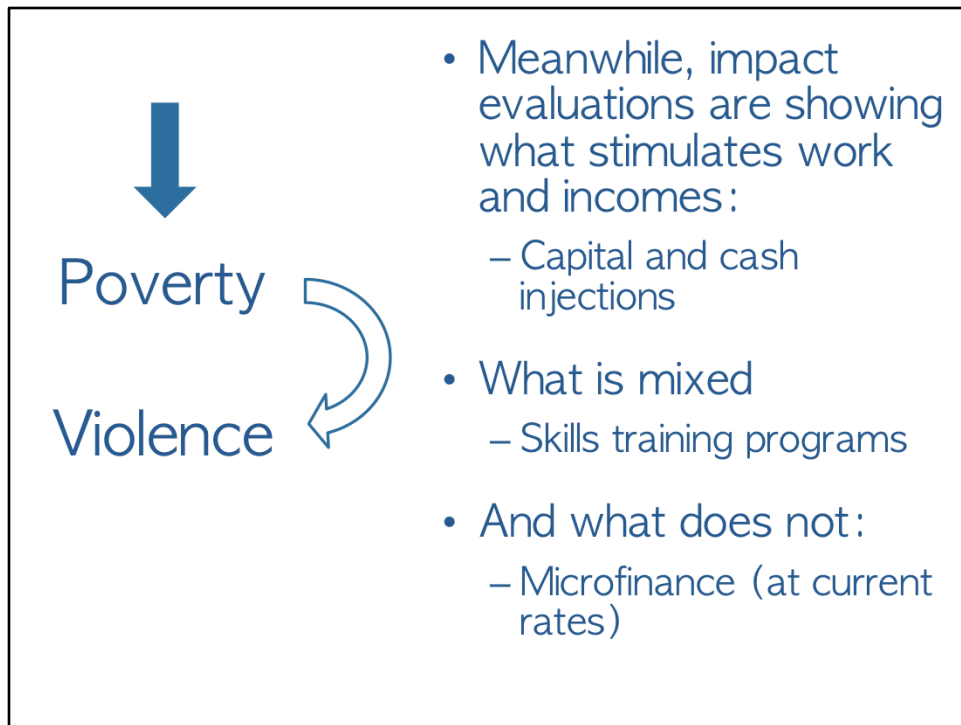 Poverty
Violence
• Meanwhile, impact
evaluations are showing
what stimulates work
and incomes:
– Capital and cash
injections
• What is mixed
– Skills training programs
• And what does not:
– Microfinance (at current
rates)